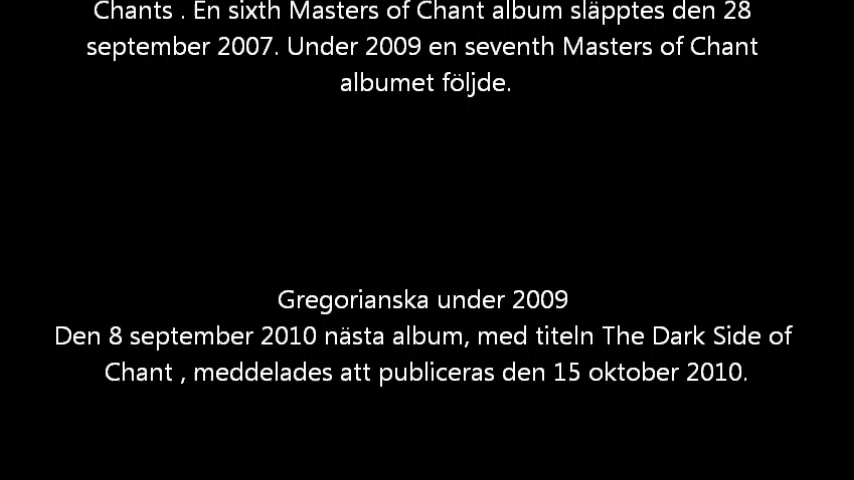 Chants . En sixth Masters of Chant album släpptes den 28
september 2007. Under 2009 en seventh Masters of Chant
albumet följde.
Gregorianska under 2009
Den 8 september 2010 nästa album, med titeln The Dark Side of
Chant , meddelades att publiceras den 15 oktober 2010.